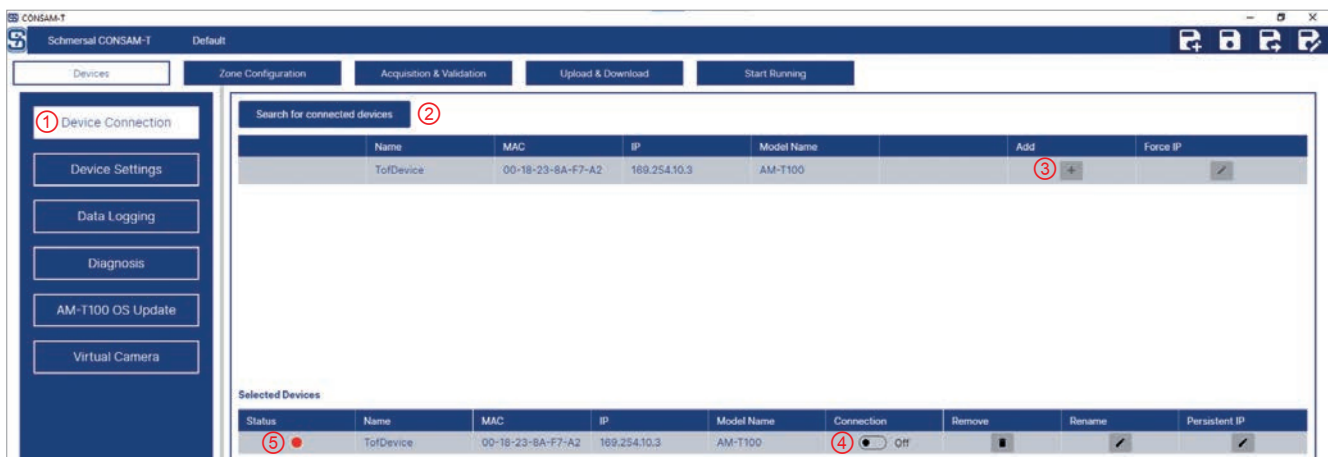 CONSAM-T
Schmersal CONSAM-T Default
Devices Zone Configuration Acquisition & Validation Upload & Download Start Running
① Device Connection
Device Settings
Data Logging
Diagnosis
AM-T100 OS Update
Virtual Camera
Search for connected devices ②
Name MAC IP Model Name Add Force IP
TofDevice 00-18-23-8A-F7-A2 169.254.10.3 AM-T100 ③ +
Selected Devices
Status Name MAC IP Model Name Connection Remove Rename Persistent IP
⑤ TofDevice 00-18-23-8A-F7-A2 169.254.10.3 AM-T100 ④ Off